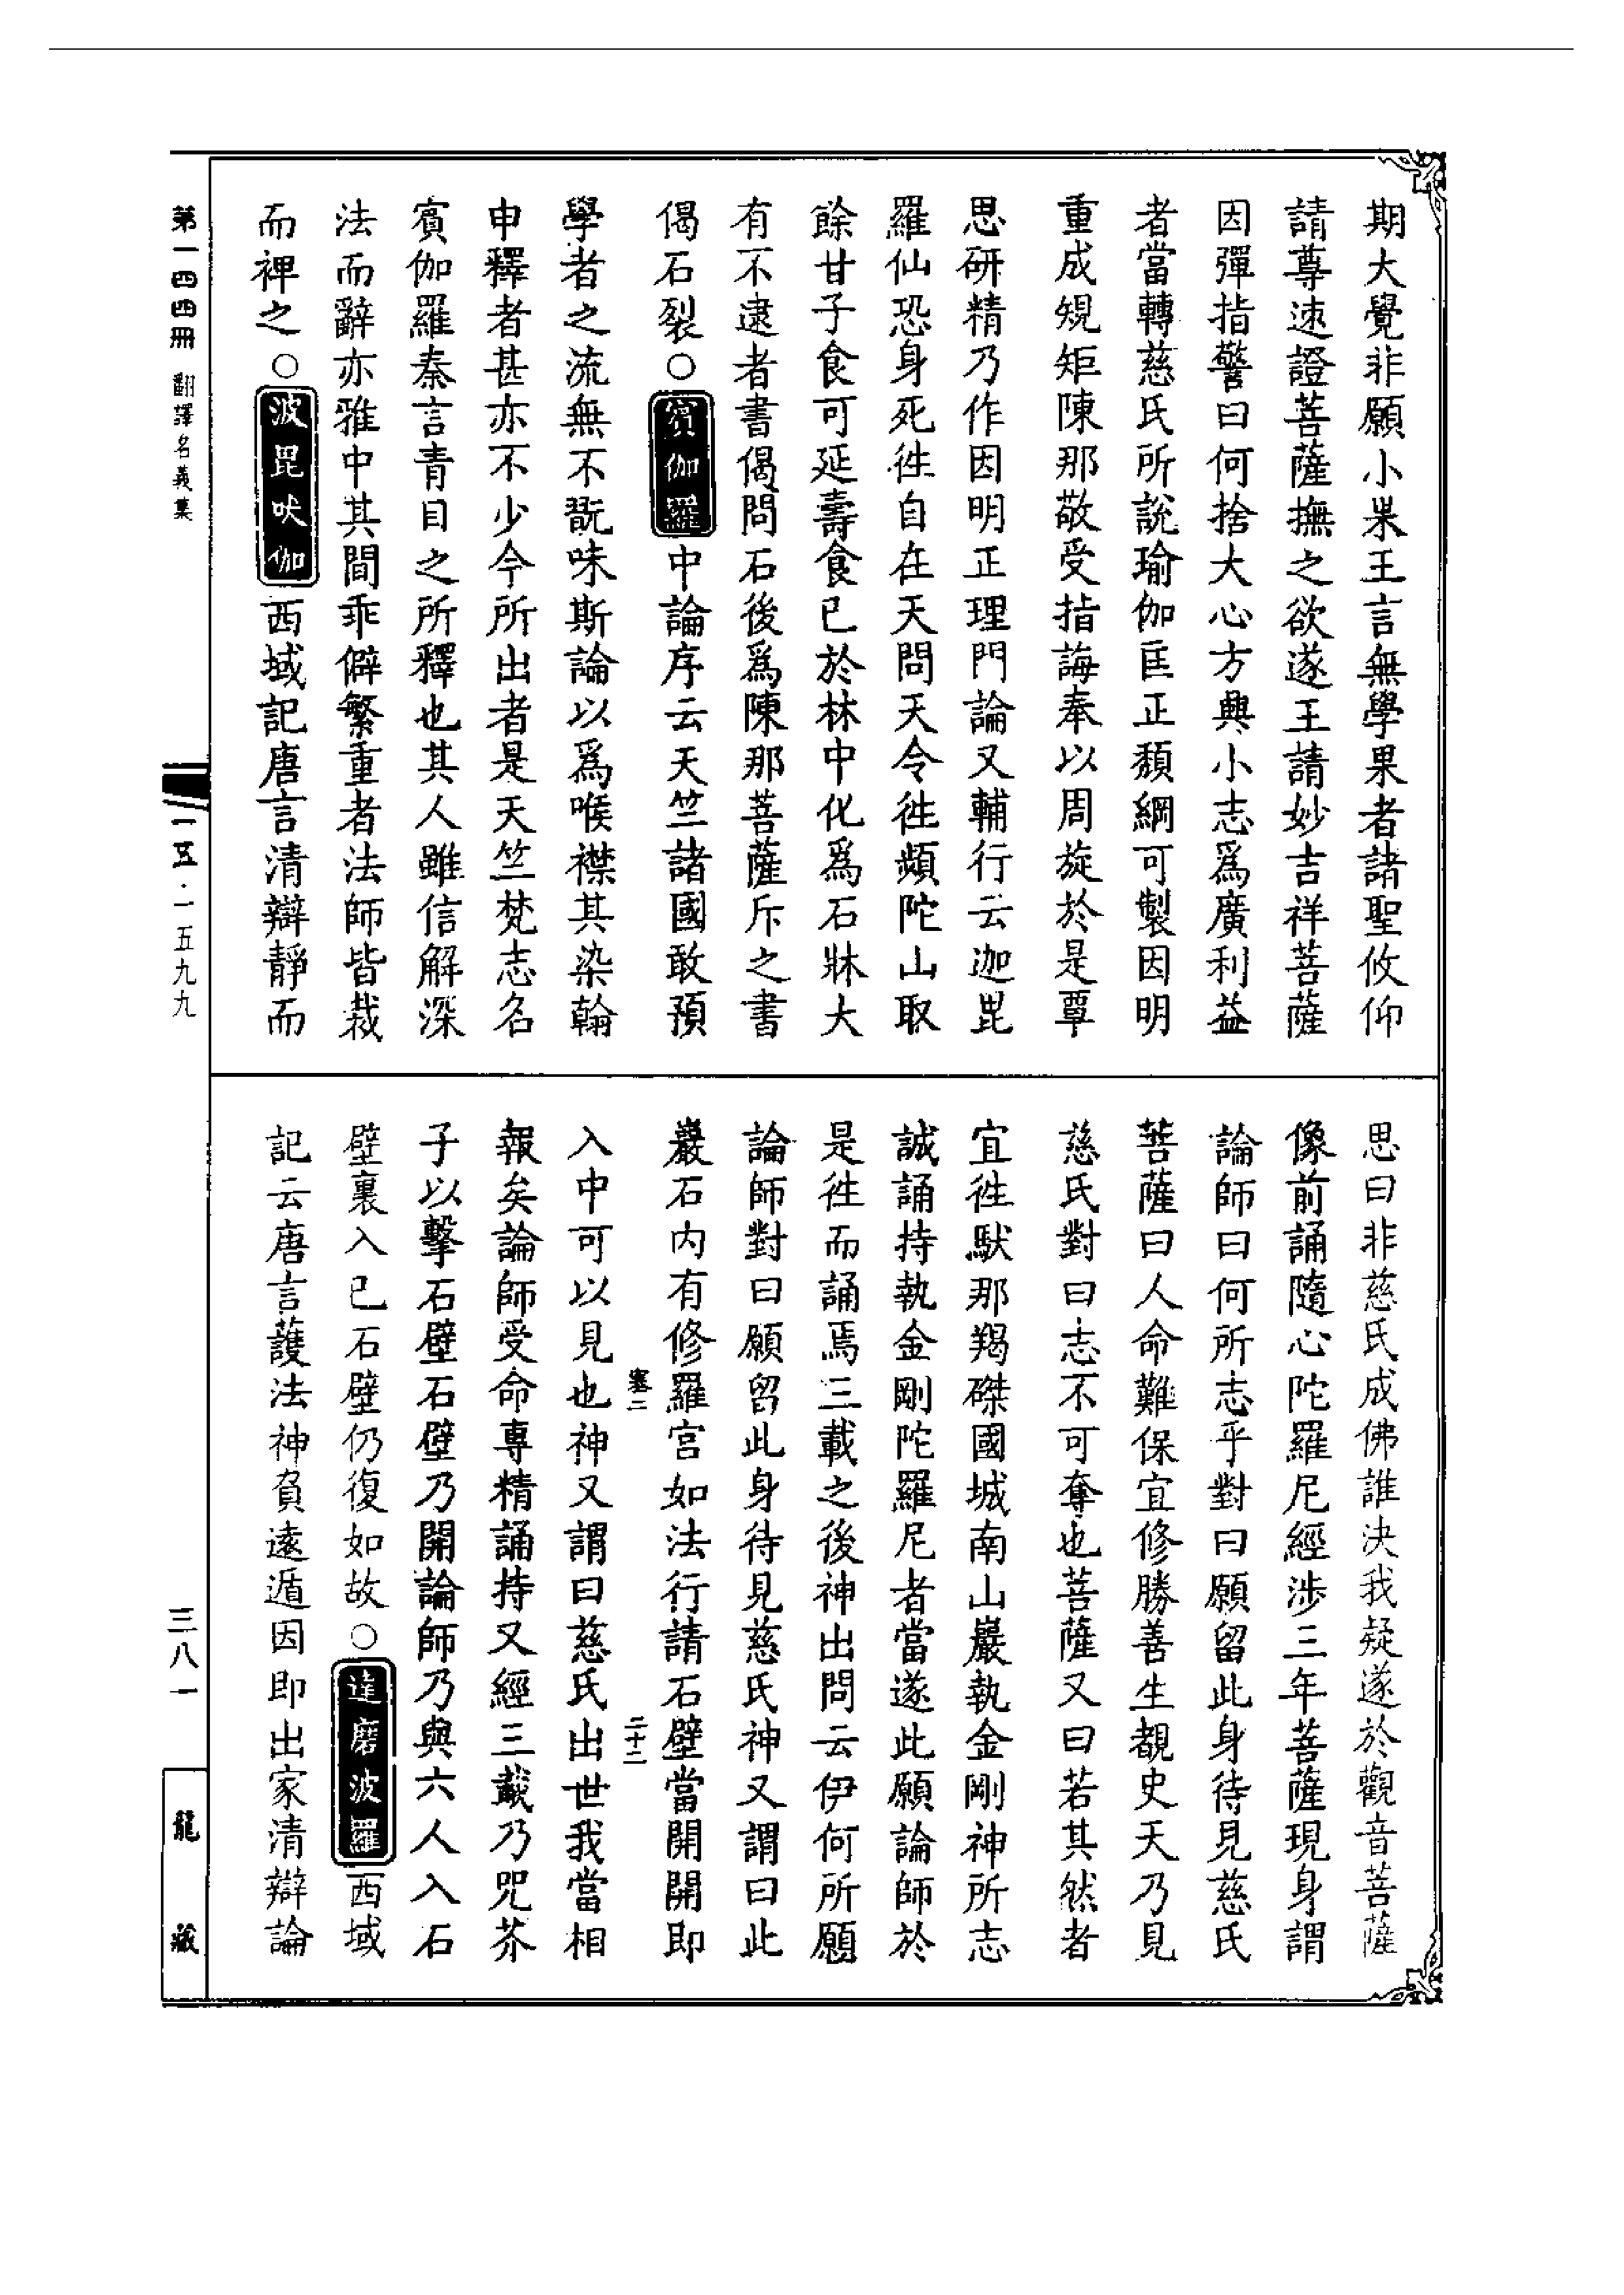 期大覺非願小果王言無學果者諸聖攸仰
請尊速證菩薩撫之欲遂王請妙吉祥菩薩
因彈指警曰何捨大心方興小志爲廣利益
者當轉慈氏所說瑜伽匡正頹綱可製因明
重成規矩陳那敬受指誨奉以周旋於是覃
思研精乃作因明正理門論又輔行云迦毘
羅仙恐身死徃自在天問天令徃頻陀山取
餘甘子食可延壽食已於林中化爲石牀大
有不逮者書偈問石後爲陳那菩薩斥之書
偈石裂○賓伽羅中論序云天竺諸國敢預
學者之流無不翫味斯論以爲喉襟其染翰
申釋者甚亦不少今所出者是天竺梵志名
賓伽羅秦言青目之所釋也其人雖信解深
法而辭亦雅中其間乖僻繁重者法師皆裁
而裨之○波毘吠伽西域記唐言清辯靜而
思曰非慈氏成佛誰決我疑遂於觀音菩薩
像前誦隨心陀羅尼經涉三年菩薩現身謂
論師曰何所志乎對曰願留此身待見慈氏
菩薩曰人命難保宜修勝善生覩史天乃見
慈氏對曰志不可奪也菩薩又曰若其然者
宜徃馱那羯磔國城南山巖執金剛神所志
誠誦持執金剛陀羅尼者當遂此願論師於
是徃而誦焉三載之後神出問云伊何所願
論師對曰願留此身待見慈氏神又謂曰此
巖石内有修羅宮如法行請石壁當開開即
塞二 二十二
入中可以見也神又謂曰慈氏出世我當相
報矣論師受命專精誦持又經三載乃咒芥
子以擊石壁石壁乃開論師乃與六人入石
壁裏入已石壁仍復如故○達磨波羅西域
記云唐言護法神負遠遁因即出家清辯論
第一四四冊 翻譯名義集
一五·一五九九
三八一
龍藏